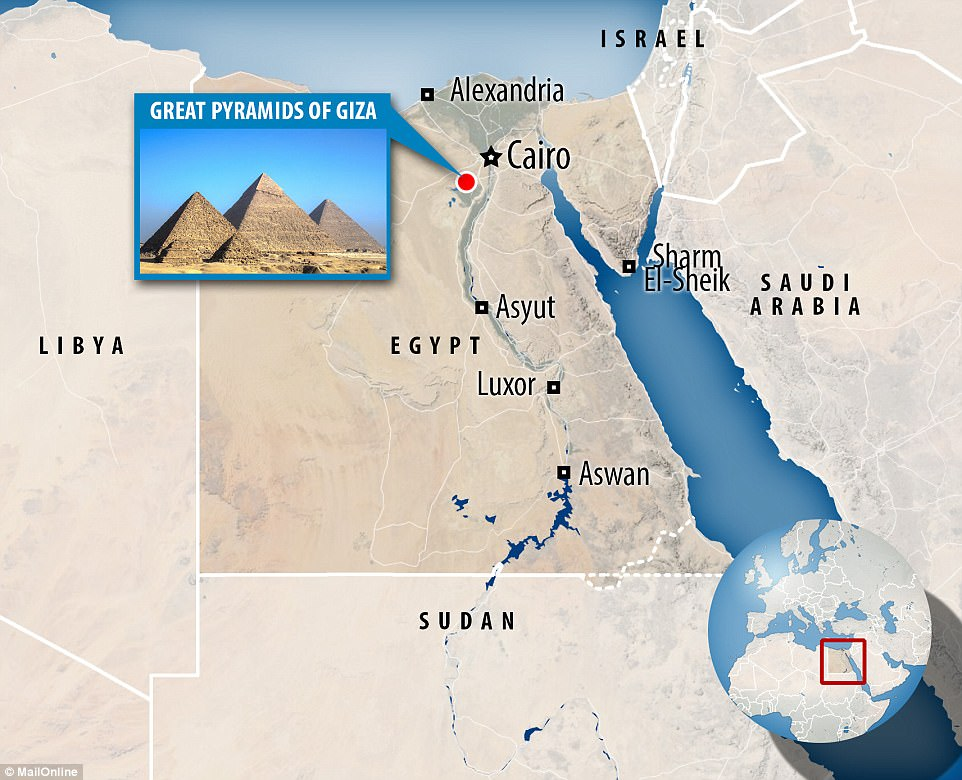 ISRAEL
Alexandria
GREAT PYRAMIDS OF GIZA
Cairo
Sharm
El-Sheik
SAUDI
ARABIA
Asyut
LIBYA
EGYPT
Luxor
Aswan
SUDAN
© MailOnline